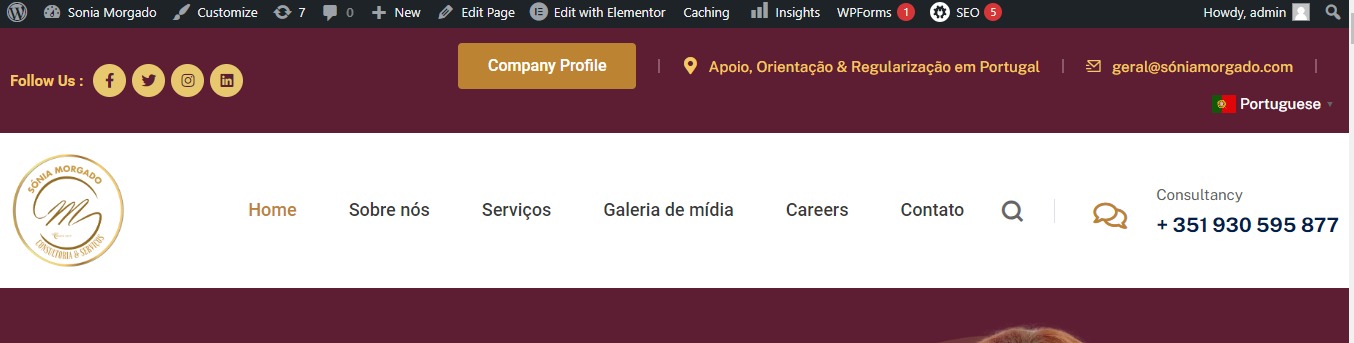 Sonia Morgado Customize 7 0 New Edit Page Edit with Elementor Caching Insights WPForms 1 SEO 5 Howdy, admin
Follow Us : Company Profile | Apoio, Orientação & Regularização em Portugal | geral@sóniamorgado.com |
Portuguese
SÓNIA MORGADO
CONSULTORIA & SERVIÇOS
Home Sobre nós Serviços Galeria de mídia Careers Contato
Consultancy
+ 351 930 595 877